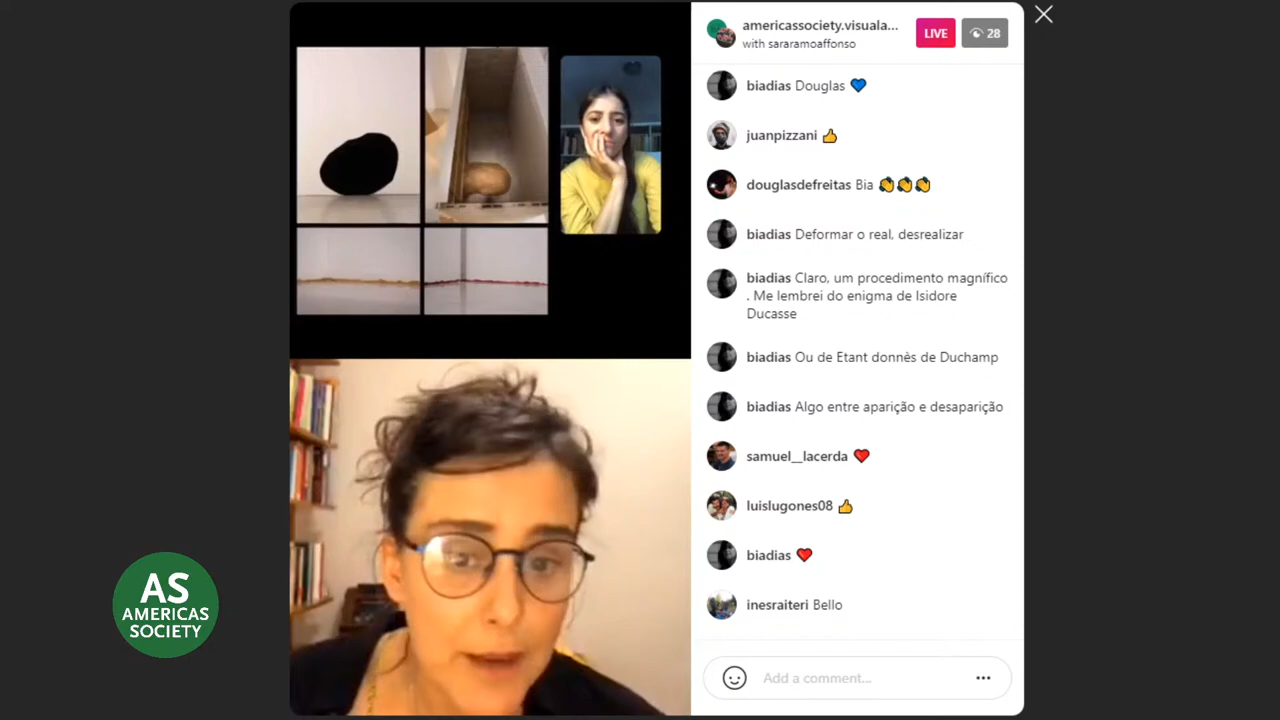 americassociety.visuala...
with sararamoaffonso
LIVE
28
biadias Douglas 💙
juanpizzani 👍
douglasdefreitas Bia 👏👏👏
biadias Deformar o real, desrealizar
biadias Claro, um procedimento magnífico
. Me lembrei do enigma de Isidore
Ducasse
biadias Ou de Etant donnès de Duchamp
biadias Algo entre aparição e desaparição
samuel__lacerda ❤️
luislugones08 👍
biadias ❤️
inesraiteri Bello
Add a comment...
AS
AMERICAS
SOCIETY